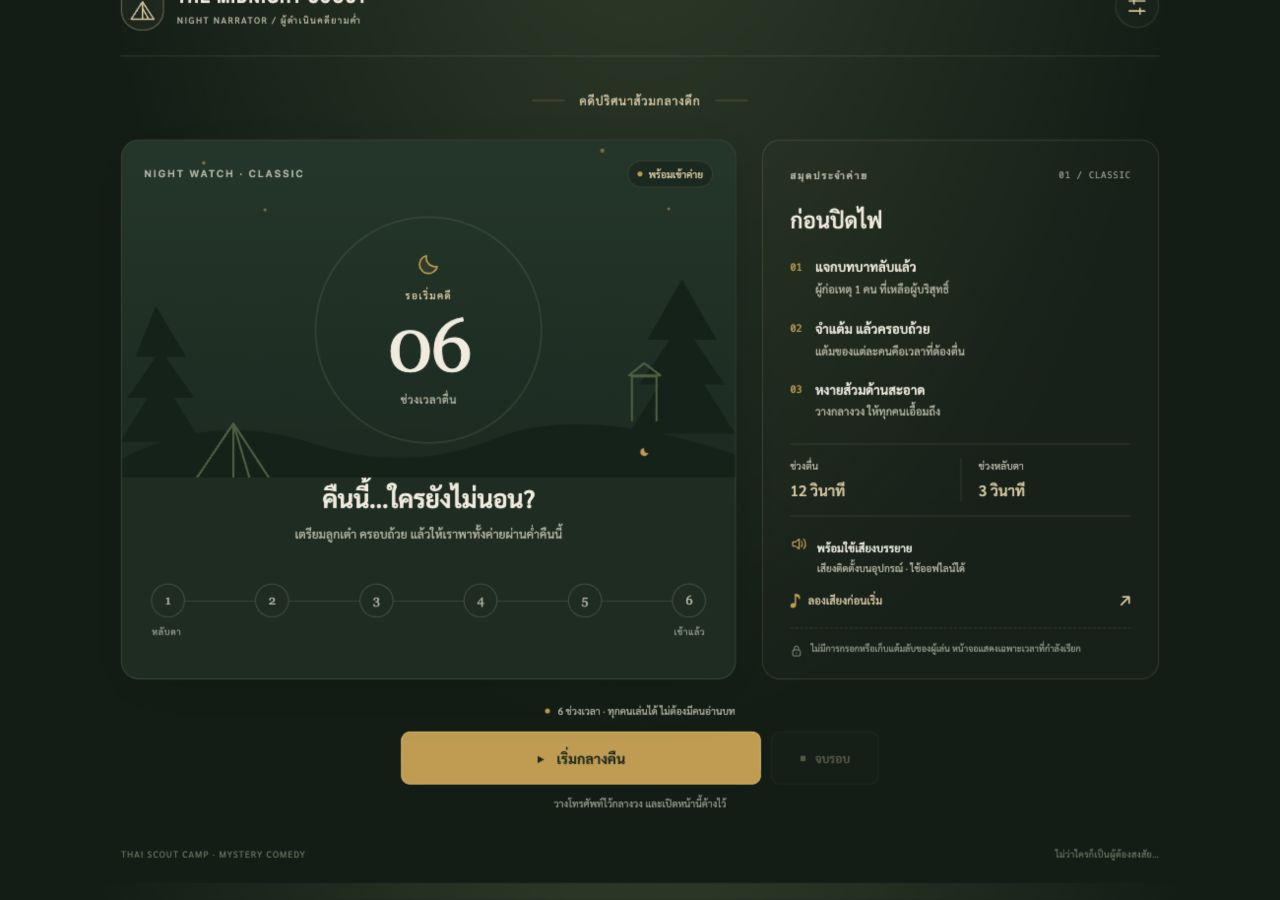 THE MIDNIGHT SCOUT
NIGHT NARRATOR / ผู้ดำเนินคดียามค่ำ
คดีปริศนาส้วมกลางดึก
NIGHT WATCH · CLASSIC
พร้อมเข้าค่าย
รอเริ่มคดี
06
ช่วงเวลาตื่น
คืนนี้...ใครยังไม่นอน?
เตรียมลูกเต๋า ครอบถ้วย แล้วให้เราพาทั้งค่ายผ่านค่ำคืนนี้
1 2 3 4 5 6
หลับตา
เช้าแล้ว
สมุดประจำค่าย
01 / CLASSIC
ก่อนปิดไฟ
01 แจกบทบาทลับแล้ว
ผู้ก่อเหตุ 1 คน ที่เหลือผู้บริสุทธิ์
02 จำแต้ม แล้วครอบถ้วย
แต้มของแต่ละคนคือเวลาที่ต้องตื่น
03 หงายส้วมด้านสะอาด
วางกลางวง ให้ทุกคนเอื้อมถึง
ช่วงตื่น
12 วินาที
ช่วงหลับตา
3 วินาที
พร้อมใช้เสียงบรรยาย
เสียงติดตั้งบนอุปกรณ์ · ใช้ออฟไลน์ได้
ลองเสียงก่อนเริ่ม
ไม่มีการกรอกหรือเก็บแต้มลับของผู้เล่น หน้าจอแสดงเฉพาะเวลาที่กำลังเรียก
6 ช่วงเวลา · ทุกคนเล่นได้ ไม่ต้องมีคนอ่านบท
เริ่มกลางคืน
จบรอบ
วางโทรศัพท์ไว้กลางวง และเปิดหน้านี้ค้างไว้
THAI SCOUT CAMP · MYSTERY COMEDY
ไม่ว่าใครก็เป็นผู้ต้องสงสัย...